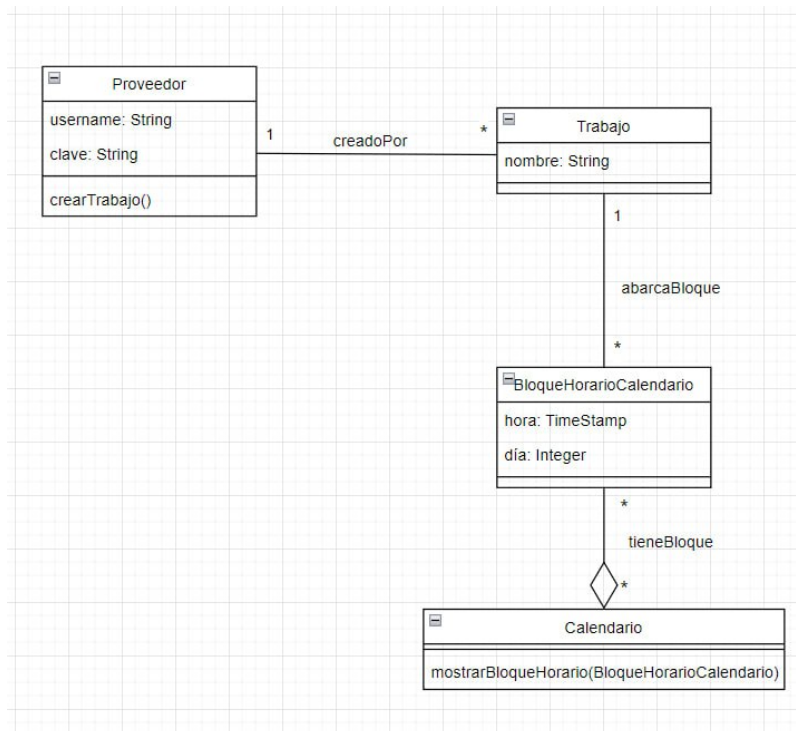 Proveedor
username: String
clave: String
crearTrabajo()
1
creadoPor
*
Trabajo
nombre: String
1
abarcaBloque
*
BloqueHorarioCalendario
hora: TimeStamp
día: Integer
*
tieneBloque
*
Calendario
mostrarBloqueHorario(BloqueHorarioCalendario)